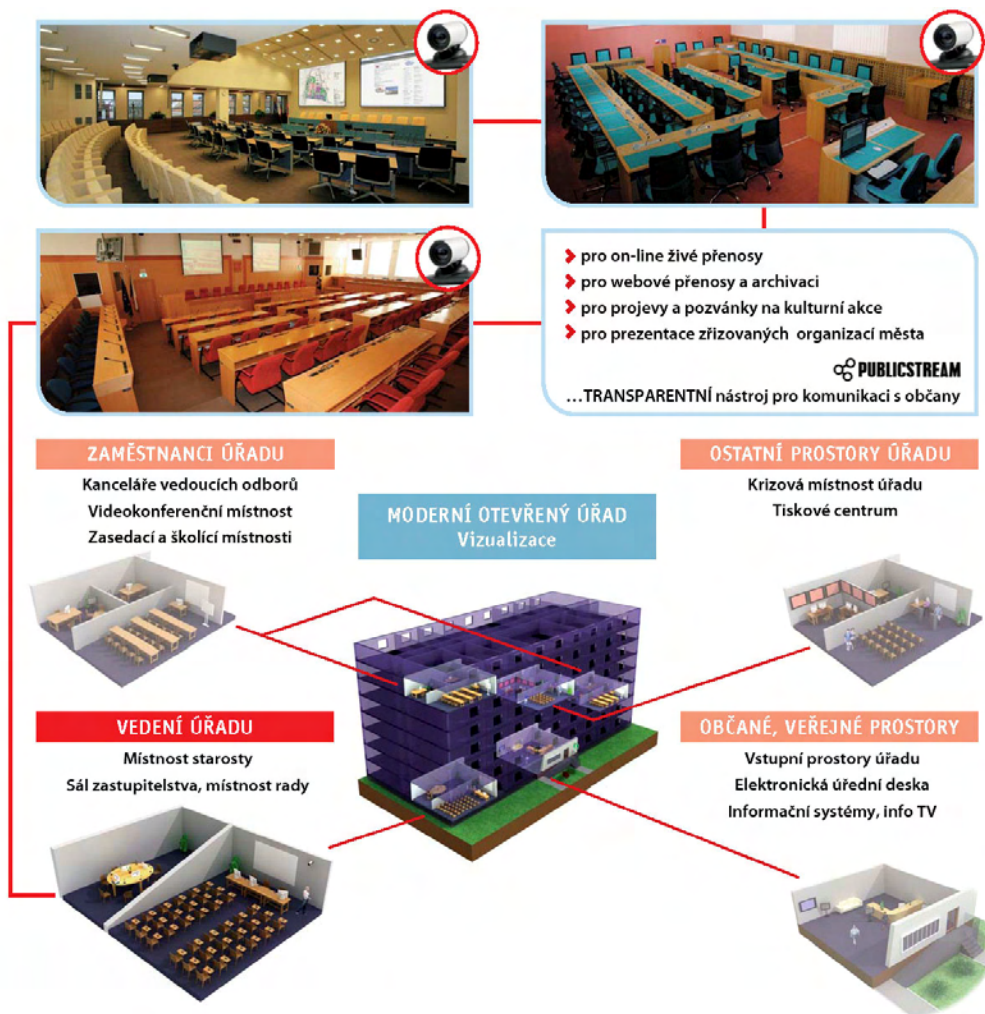 pro on-line živé přenosy
pro webové přenosy a archivaci
pro projevy a pozvánky na kulturní akce
pro prezentace zřizovaných organizací města
PUBLICSTREAM
...TRANSPARENTNÍ nástroj pro komunikaci s občany
ZAMĚSTNANCI ÚŘADU
Kanceláře vedoucích odborů
Videokonferenční místnost
Zasedací a školící místnosti
MODERNÍ OTEVŘENÝ ÚŘAD
Vizualizace
OSTATNÍ PROSTORY ÚŘADU
Krizová místnost úřadu
Tiskové centrum
VEDENÍ ÚŘADU
Místnost starosty
Sál zastupitelstva, místnost rady
OBČANÉ, VEŘEJNÉ PROSTORY
Vstupní prostory úřadu
Elektronická úřední deska
Informační systémy, info TV